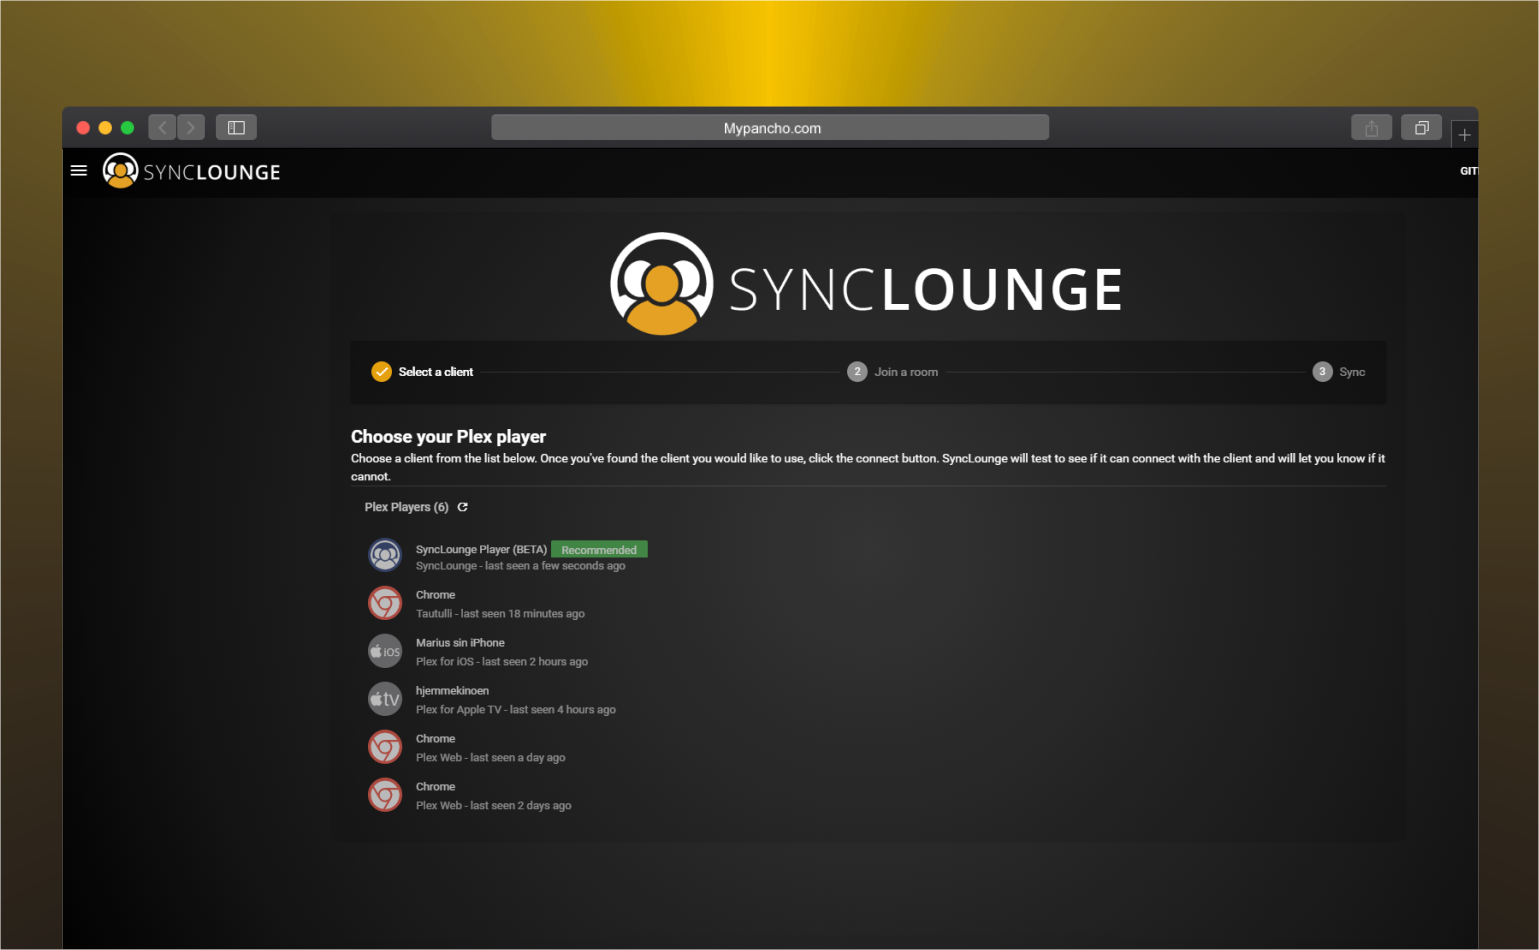 Mypancho.com
SYNCLOUNGE
GIT
SYNCLOUNGE
Select a client
2 Join a room
3 Sync
Choose your Plex player
Choose a client from the list below. Once you've found the client you would like to use, click the connect button. SyncLounge will test to see if it can connect with the client and will let you know if it
cannot.
Plex Players (6)
SyncLounge Player (BETA) Recommended
SyncLounge - last seen a few seconds ago
Chrome
Tautulli - last seen 18 minutes ago
iOS
Marius sin iPhone
Plex for iOS - last seen 2 hours ago
tv
hjemmekinoen
Plex for Apple TV - last seen 4 hours ago
Chrome
Plex Web - last seen a day ago
Chrome
Plex Web - last seen 2 days ago